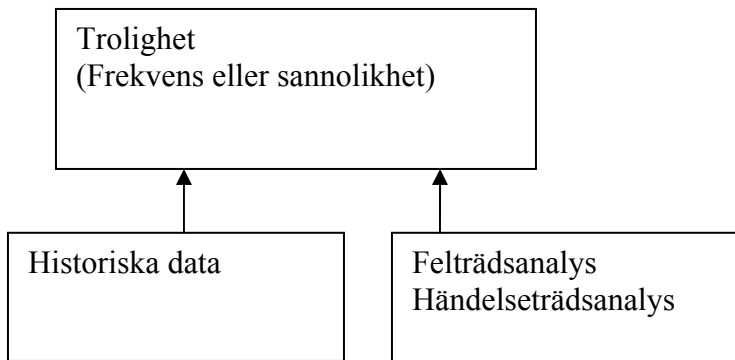 Trolighet
(Frekvens eller sannolikhet)
Historiska data
Felträdsanalys
Händelseträdsanalys